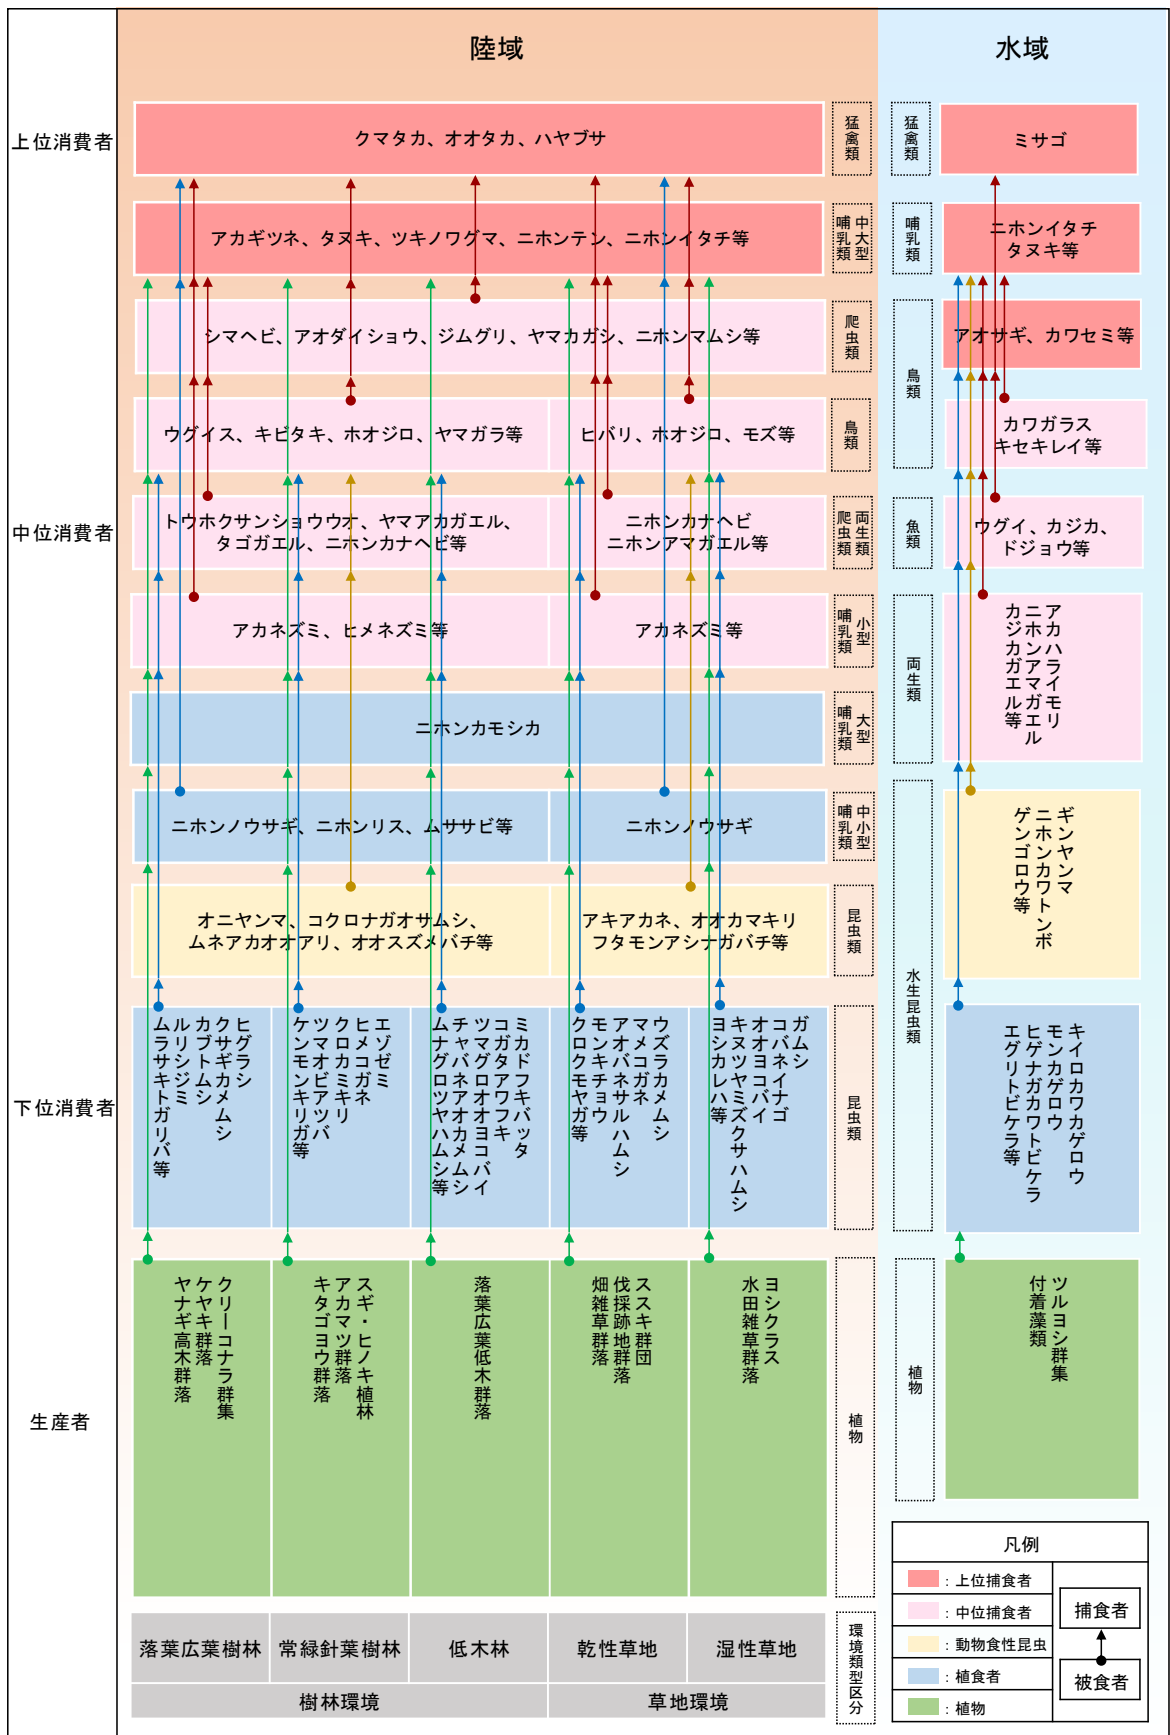 陸域
水域
上位消費者
クマタカ、オオタカ、ハヤブサ
猛禽類
猛禽類
ミサゴ
アカギツネ、タヌキ、ツキノワグマ、ニホンテン、ニホンイタチ等
中大型
哺乳類
哺乳類
ニホンイタチ
タヌキ等
シマヘビ、アオダイショウ、ジムグリ、ヤマカガシ、ニホンマムシ等
爬虫類
鳥類
アオサギ、カワセミ等
ウグイス、キビタキ、ホオジロ、ヤマガラ等
ヒバリ、ホオジロ、モズ等
鳥類
カワガラス
キセキレイ等
中位消費者
トウホクサンショウウオ、ヤマアカガエル、
タゴガエル、ニホンカナヘビ等
ニホンカナヘビ
ニホンアマガエル等
両生類
爬虫類
魚類
ウグイ、カジカ、
ドジョウ等
アカネズミ、ヒメネズミ等
アカネズミ等
小型
哺乳類
両生類
アカハライモリ
ニホンアマガエル
カジカガエル等
ニホンカモシカ
大型
哺乳類
ニホンノウサギ、ニホンリス、ムササビ等
ニホンノウサギ
中小型
哺乳類
水生昆虫類
ギンヤンマ
ニホンカワトンボ
ゲンゴロウ等
オニヤンマ、コクロナガオサムシ、
ムネアカオオアリ、オオスズメバチ等
アキアカネ、オオカマキリ
フタモンアシナガバチ等
昆虫類
下位消費者
ヒグラシ
クサギカメムシ
カブトムシ
ルリシジミ
ムラサキトガリバ等
エゾゼミ
ヒメコガネ
クロカミキリ
ツマオビアツバ
ケンモンキリガ等
ミカドフキバッタ
コガタアワフキ
ツマグロオオヨコバイ
チャバネアオカメムシ
ムナグロツヤハムシ等
ウズラカメムシ
マメコガネ
アオバネサルハムシ
モンキチョウ
クロクモヤガ等
ガムシ
コバネイナゴ
オオヨコバイ
キヌツヤミズクサハムシ
ヨシカレハ等
昆虫類
キイロカワカゲロウ
モンカゲロウ
ヒゲナガカワトビケラ
エグリトビケラ等
生産者
クリーコナラ群集
ケヤキ群落
ヤナギ高木群落
スギ・ヒノキ植林
アカマツ群落
キタゴヨウ群落
落葉広葉低木群落
ススキ群団
伐採跡地群落
畑雑草群落
ヨシクラス
水田雑草群落
植物
植物
ツルヨシ群集
付着藻類
落葉広葉樹林
常緑針葉樹林
低木林
乾性草地
湿性草地
樹林環境
草地環境
環境類型区分
凡例
：上位捕食者
：中位捕食者
：動物食性昆虫
：植食者
：植物
捕食者
被食者